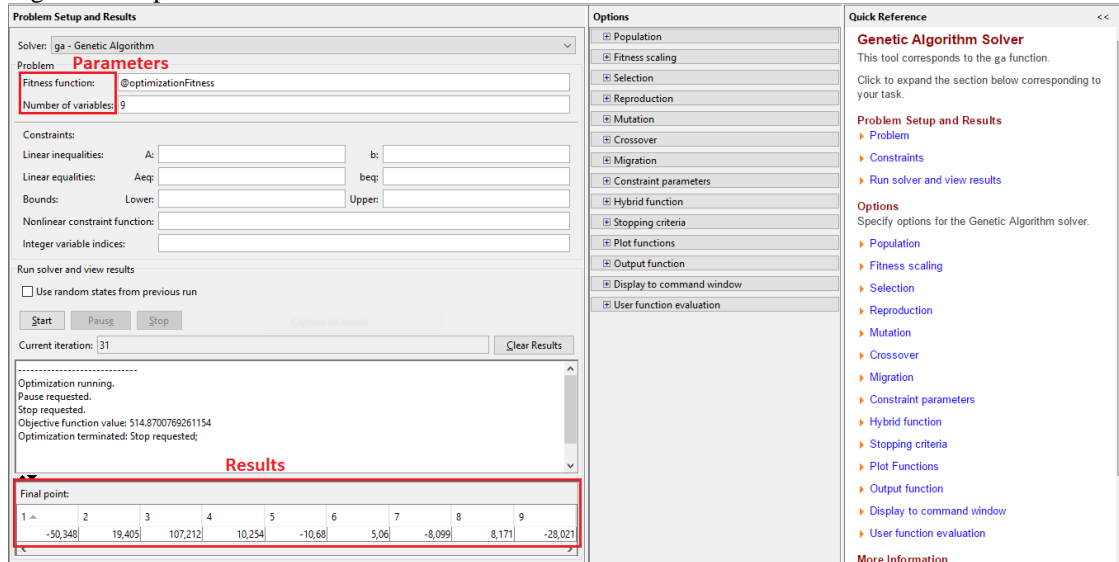 Problem Setup and Results
Solver: ga - Genetic Algorithm
Problem
Parameters
Fitness function: @optimizationFitness
Number of variables: 9
Constraints:
Linear inequalities: A: b:
Linear equalities: Aeq: beq:
Bounds: Lower: Upper:
Nonlinear constraint function:
Integer variable indices:
Run solver and view results
Use random states from previous run
Start Pause Stop
Current iteration: 31 Clear Results
-----------------------------
Optimization running.
Pause requested.
Stop requested.
Objective function value: 514.8700769261154
Optimization terminated: Stop requested;
Results
Final point:
1 2 3 4 5 6 7 8 9
-50,348 19,405 107,212 10,254 -10,68 5,06 -8,099 8,171 -28,021
Options
Population
Fitness scaling
Selection
Reproduction
Mutation
Crossover
Migration
Constraint parameters
Hybrid function
Stopping criteria
Plot functions
Output function
Display to command window
User function evaluation
Quick Reference <<
Genetic Algorithm Solver
This tool corresponds to the ga function.
Click to expand the section below corresponding to
your task.
Problem Setup and Results
Problem
Constraints
Run solver and view results
Options
Specify options for the Genetic Algorithm solver.
Population
Fitness scaling
Selection
Reproduction
Mutation
Crossover
Migration
Constraint parameters
Hybrid function
Stopping criteria
Plot Functions
Output function
Display to command window
User function evaluation
More Information